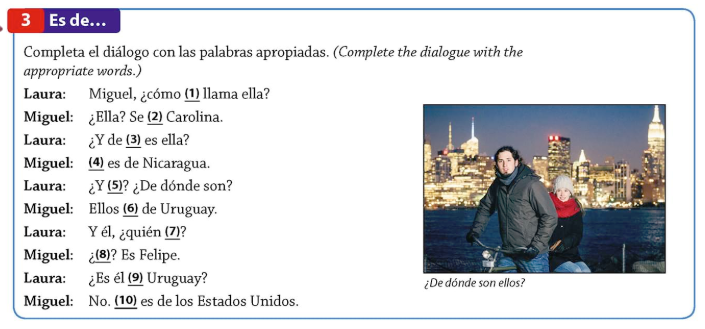 3 Es de...
Completa el diálogo con las palabras apropiadas. (Complete the dialogue with the
appropriate words.)
Laura: Miguel, ¿cómo (1) llama ella?
Miguel: ¿Ella? Se (2) Carolina.
Laura: ¿Y de (3) es ella?
Miguel: (4) es de Nicaragua.
Laura: ¿Y (5)? ¿De dónde son?
Miguel: Ellos (6) de Uruguay.
Laura: Y él, ¿quién (7)?
Miguel: ¿(8)? Es Felipe.
Laura: ¿Es él (9) Uruguay?
Miguel: No. (10) es de los Estados Unidos.
¿De dónde son ellos?